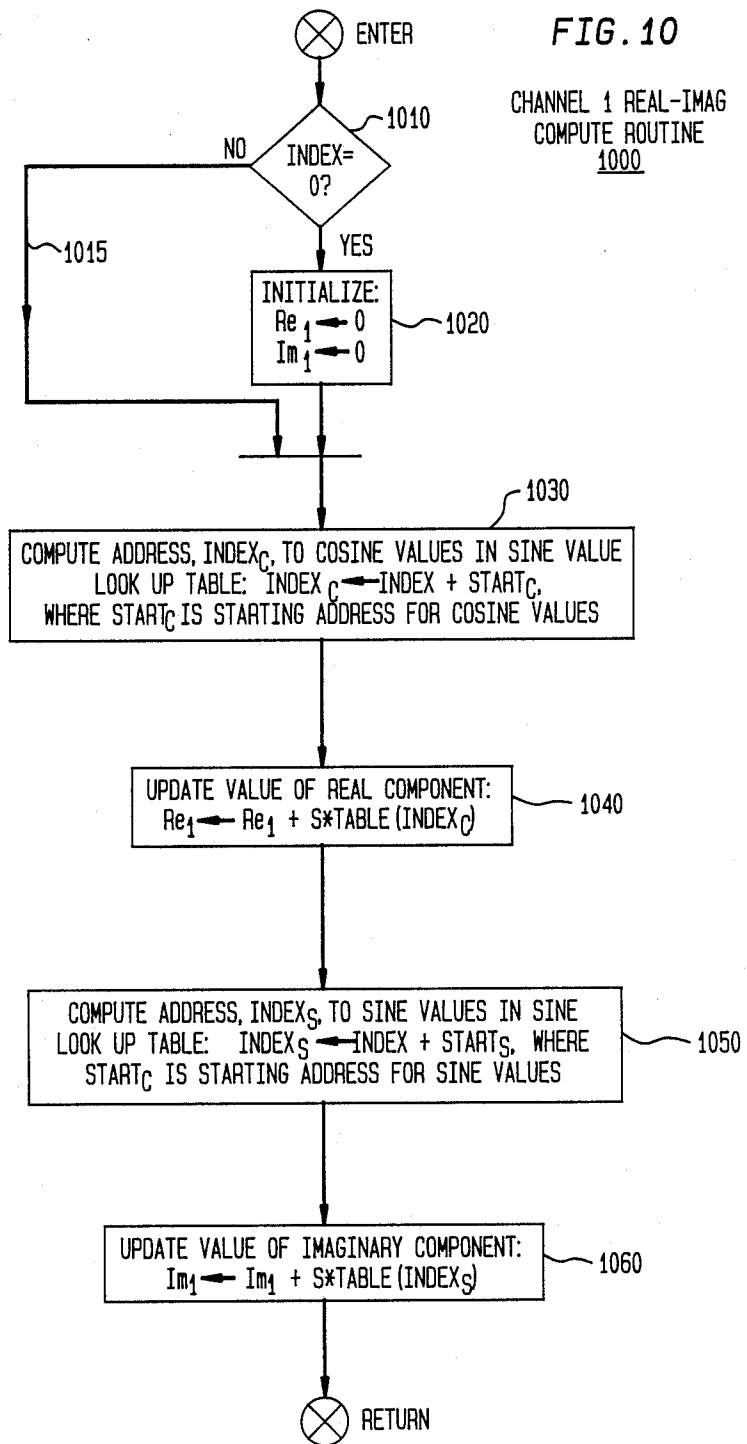 ENTER
FIG.10
CHANNEL 1 REAL-IMAG
COMPUTE ROUTINE
1000
1010
NO
INDEX=
0?
1015
YES
INITIALIZE:
Re1 ← 0
Im1 ← 0
1020
1030
COMPUTE ADDRESS, INDEXC, TO COSINE VALUES IN SINE VALUE
LOOK UP TABLE: INDEXC ← INDEX + STARTC,
WHERE STARTC IS STARTING ADDRESS FOR COSINE VALUES
UPDATE VALUE OF REAL COMPONENT:
Re1 ← Re1 + S*TABLE(INDEXC)
1040
COMPUTE ADDRESS, INDEXS, TO SINE VALUES IN SINE
LOOK UP TABLE: INDEXS ← INDEX + STARTS, WHERE
STARTC IS STARTING ADDRESS FOR SINE VALUES
1050
UPDATE VALUE OF IMAGINARY COMPONENT:
Im1 ← Im1 + S*TABLE(INDEXS)
1060
RETURN